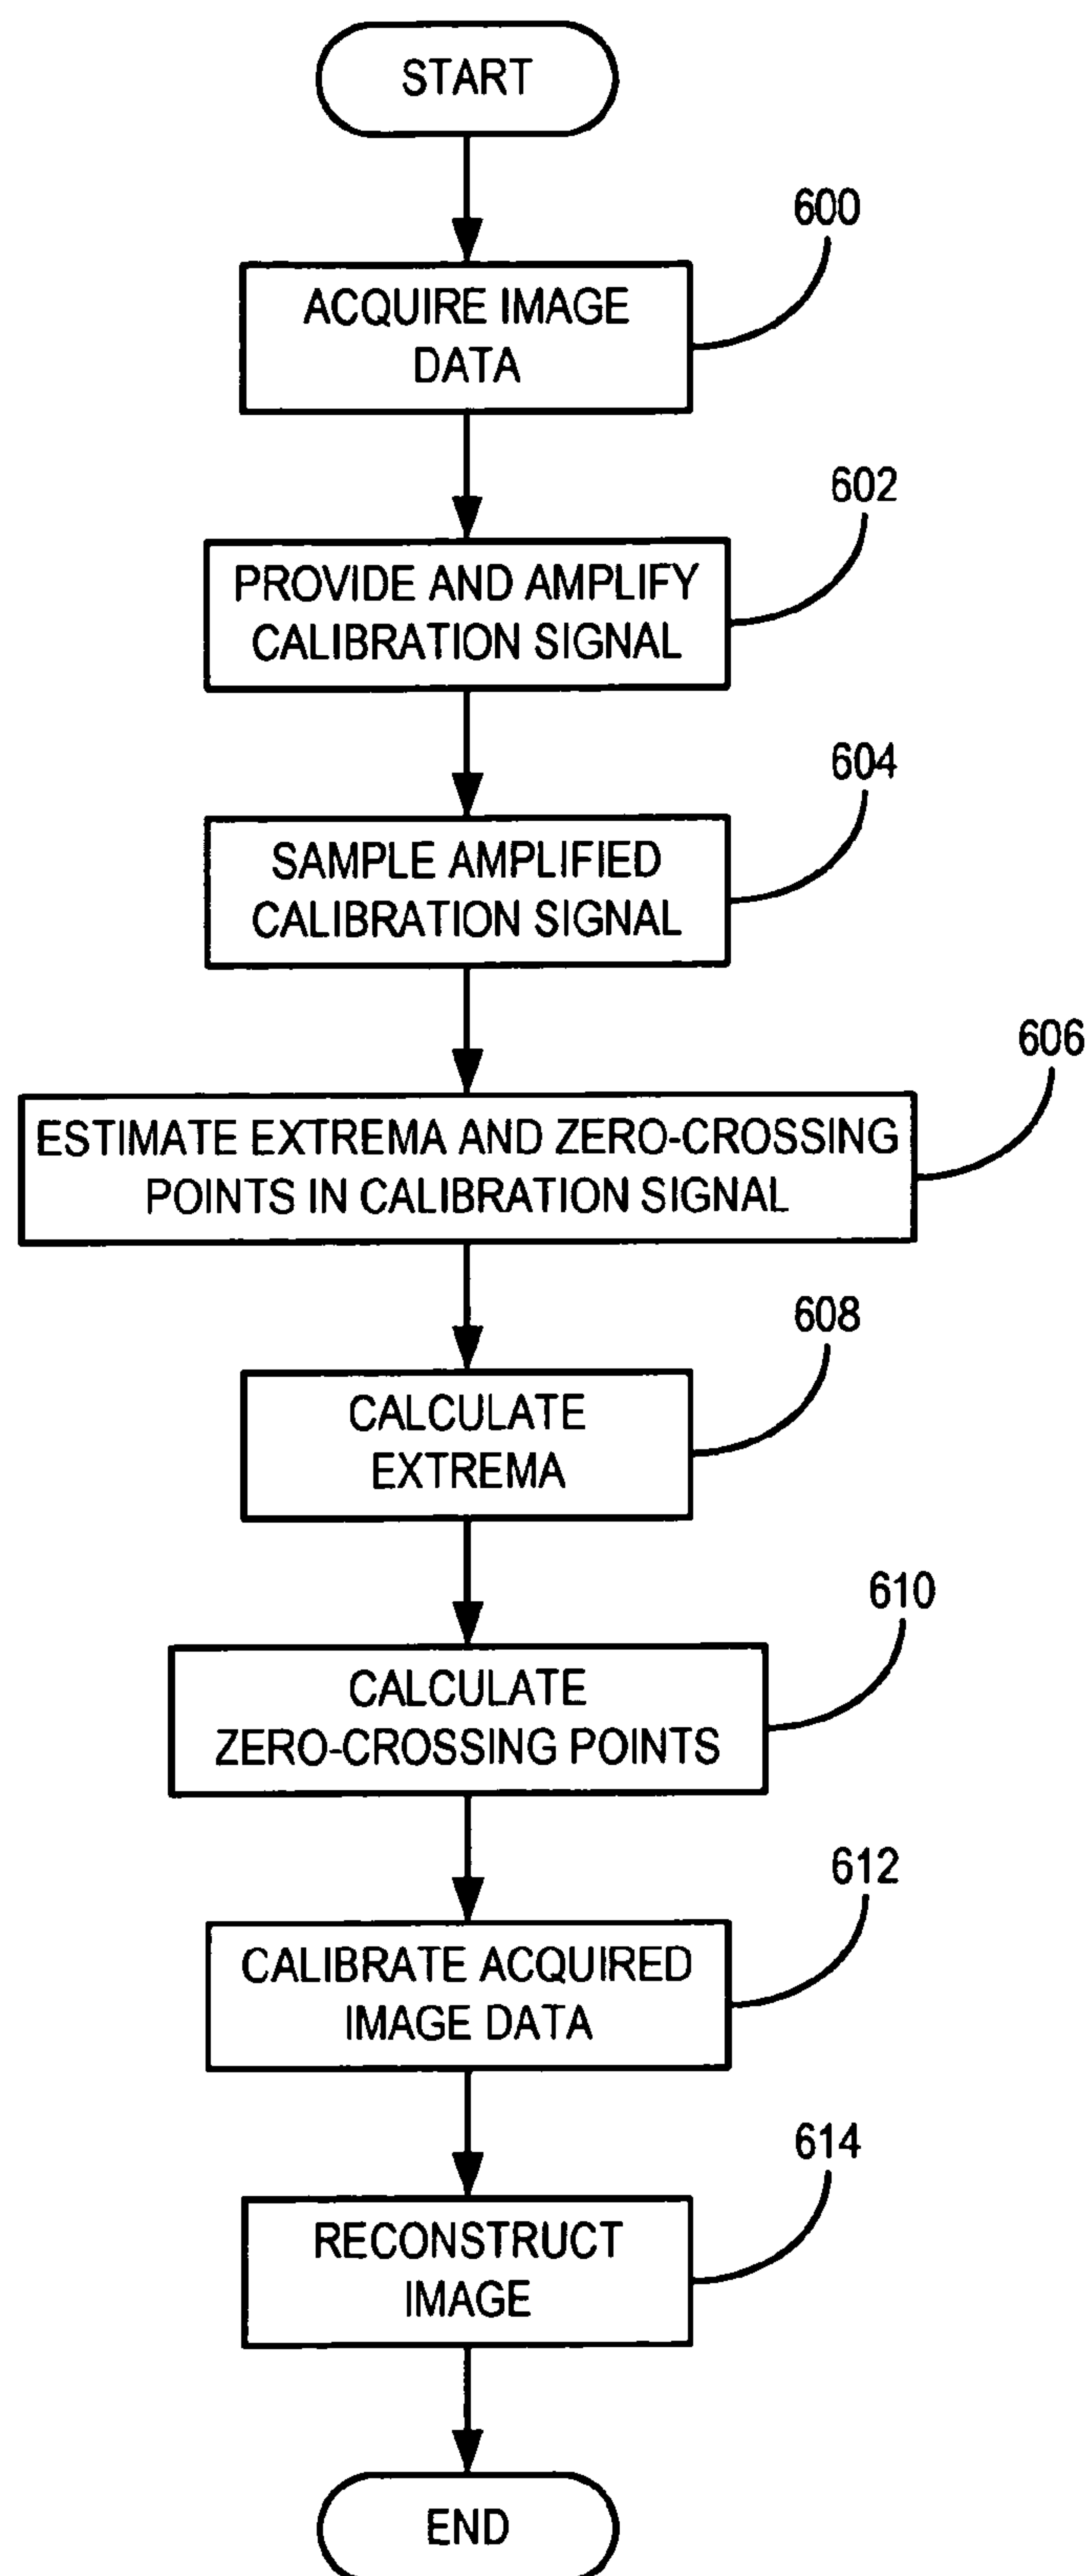 START
600
ACQUIRE IMAGE
DATA
602
PROVIDE AND AMPLIFY
CALIBRATION SIGNAL
604
SAMPLE AMPLIFIED
CALIBRATION SIGNAL
606
ESTIMATE EXTREMA AND ZERO-CROSSING
POINTS IN CALIBRATION SIGNAL
608
CALCULATE
EXTREMA
610
CALCULATE
ZERO-CROSSING POINTS
612
CALIBRATE ACQUIRED
IMAGE DATA
614
RECONSTRUCT
IMAGE
END